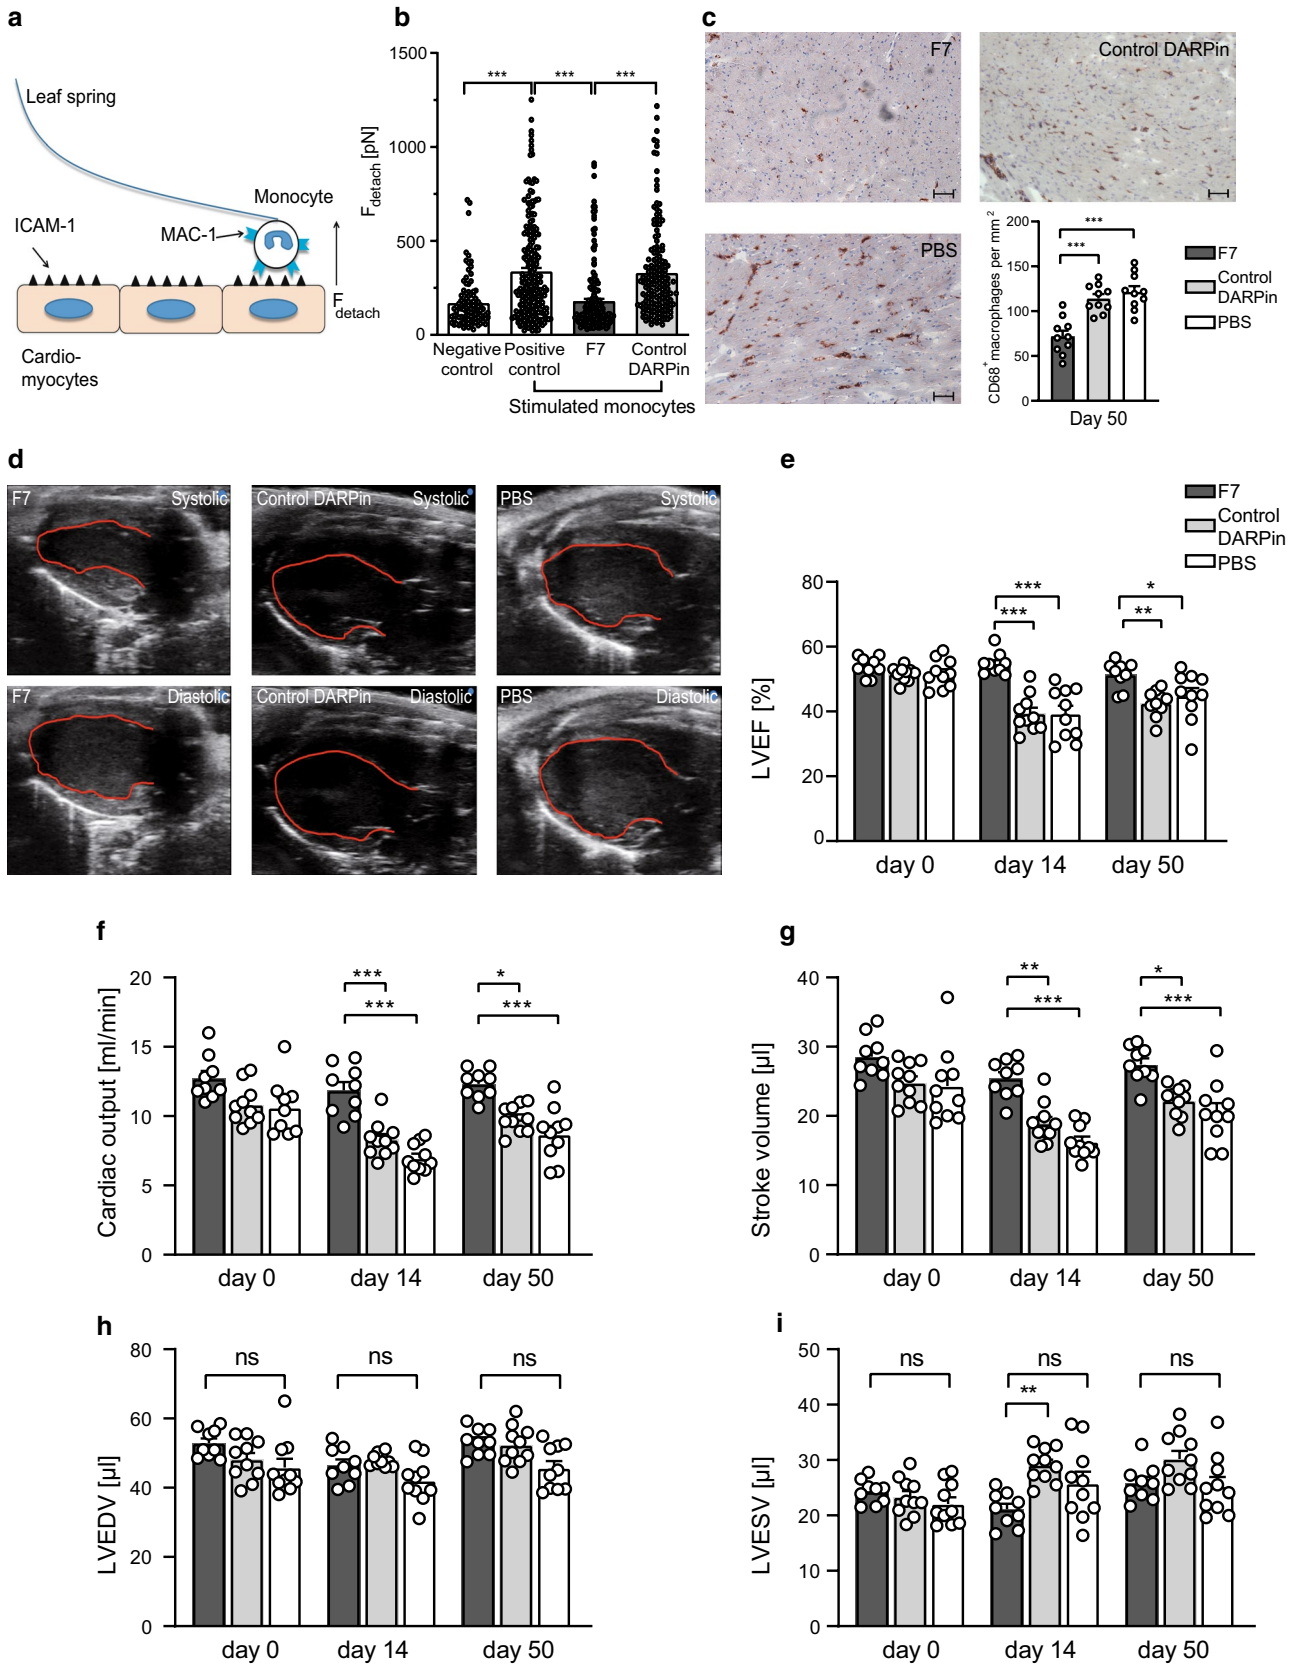 a
Leaf spring
Monocyte
ICAM-1
MAC-1
F detach
Cardio-
myocytes
b
F detach [pN]
1500
1000
500
0
*** *** ***
Negative control
Positive control
F7
Control DARPin
Stimulated monocytes
c
F7
Control DARPin
PBS
CD68+ macrophages per mm2
200
150
100
50
0
***
***
Day 50
F7
Control
DARPin
PBS
d
F7 Systolic
Control DARPin Systolic
PBS Systolic
F7 Diastolic
Control DARPin Diastolic
PBS Diastolic
e
F7
Control
DARPin
PBS
LVEF [%]
80
60
40
20
0
*** *
*** **
day 0 day 14 day 50
f
Cardiac output [ml/min]
20
15
10
5
0
*** *
*** ***
day 0 day 14 day 50
g
Stroke volume [µl]
40
30
20
10
0
** *
*** ***
day 0 day 14 day 50
h
LVEDV [µl]
80
60
40
20
0
ns ns ns
day 0 day 14 day 50
i
LVESV [µl]
50
40
30
20
10
0
ns ns ns
**
day 0 day 14 day 50